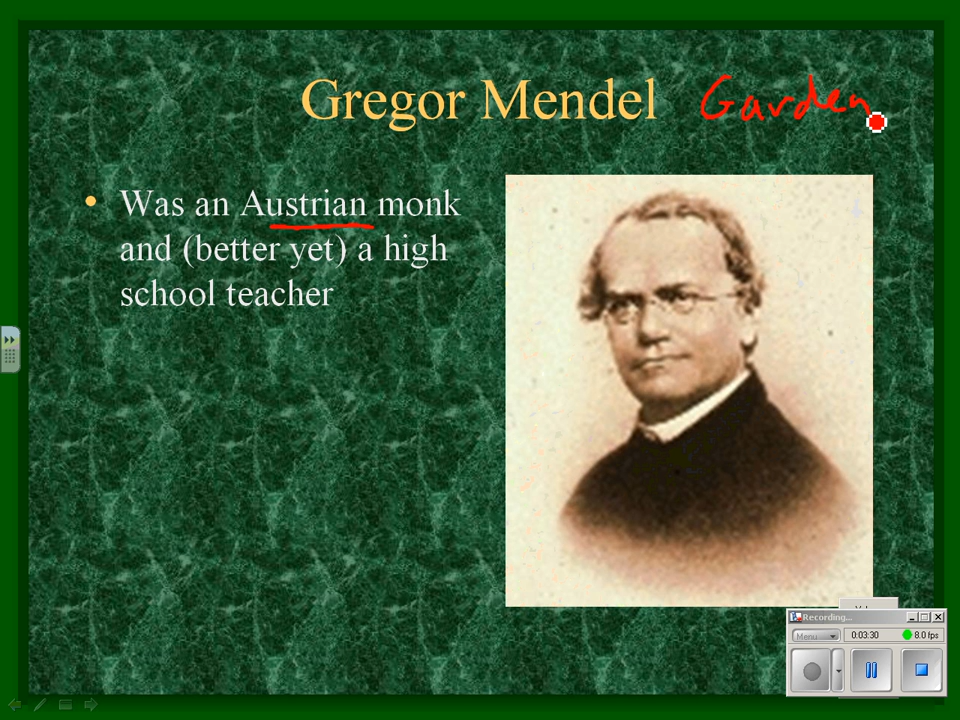 Gregor Mendel Garden
• Was an Austrian monk
and (better yet) a high
school teacher
Recording...
Menu
0:03:30
8.0 fps